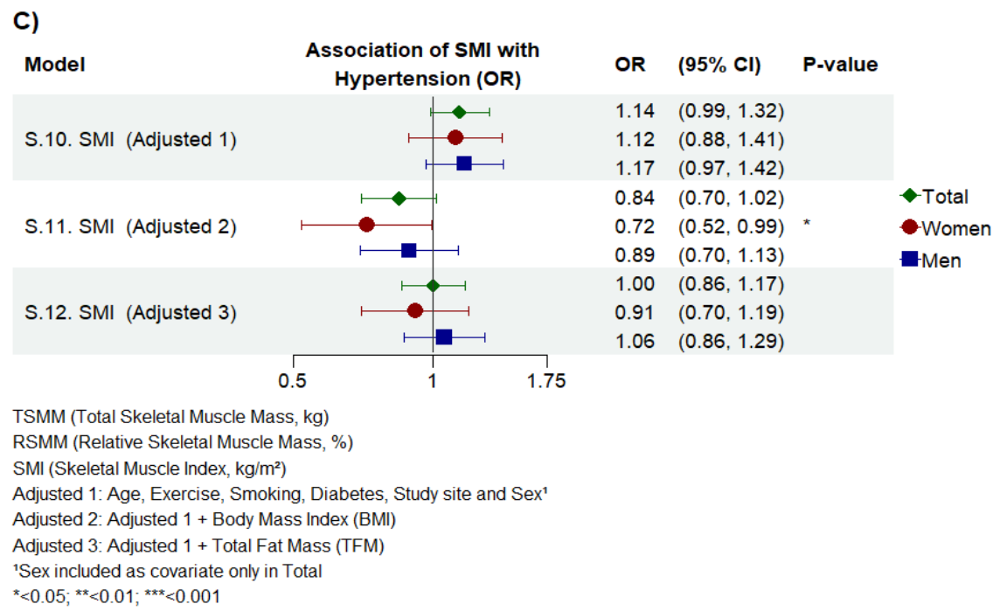 C)
Model
Association of SMI with
Hypertension (OR)
OR (95% CI) P-value
1.14 (0.99, 1.32)
S.10. SMI (Adjusted 1) 1.12 (0.88, 1.41)
1.17 (0.97, 1.42)
0.84 (0.70, 1.02)
S.11. SMI (Adjusted 2) 0.72 (0.52, 0.99) *
0.89 (0.70, 1.13)
1.00 (0.86, 1.17)
S.12. SMI (Adjusted 3) 0.91 (0.70, 1.19)
1.06 (0.86, 1.29)
Total
Women
Men
0.5 1 1.75
TSMM (Total Skeletal Muscle Mass, kg)
RSMM (Relative Skeletal Muscle Mass, %)
SMI (Skeletal Muscle Index, kg/m²)
Adjusted 1: Age, Exercise, Smoking, Diabetes, Study site and Sex¹
Adjusted 2: Adjusted 1 + Body Mass Index (BMI)
Adjusted 3: Adjusted 1 + Total Fat Mass (TFM)
¹Sex included as covariate only in Total
*<0.05; **<0.01; ***<0.001